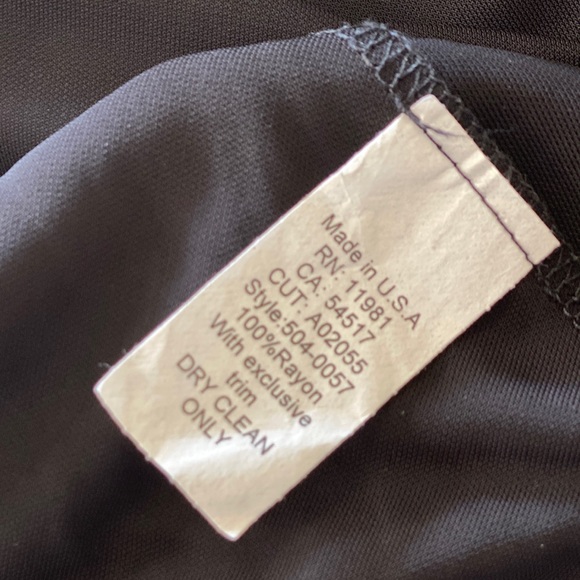 Made in U.S.A
RN: 11981
CA: 54517
CUT: A02055
Style:504-0057
100%Rayon
With exclusive
trim
DRY CLEAN
ONLY